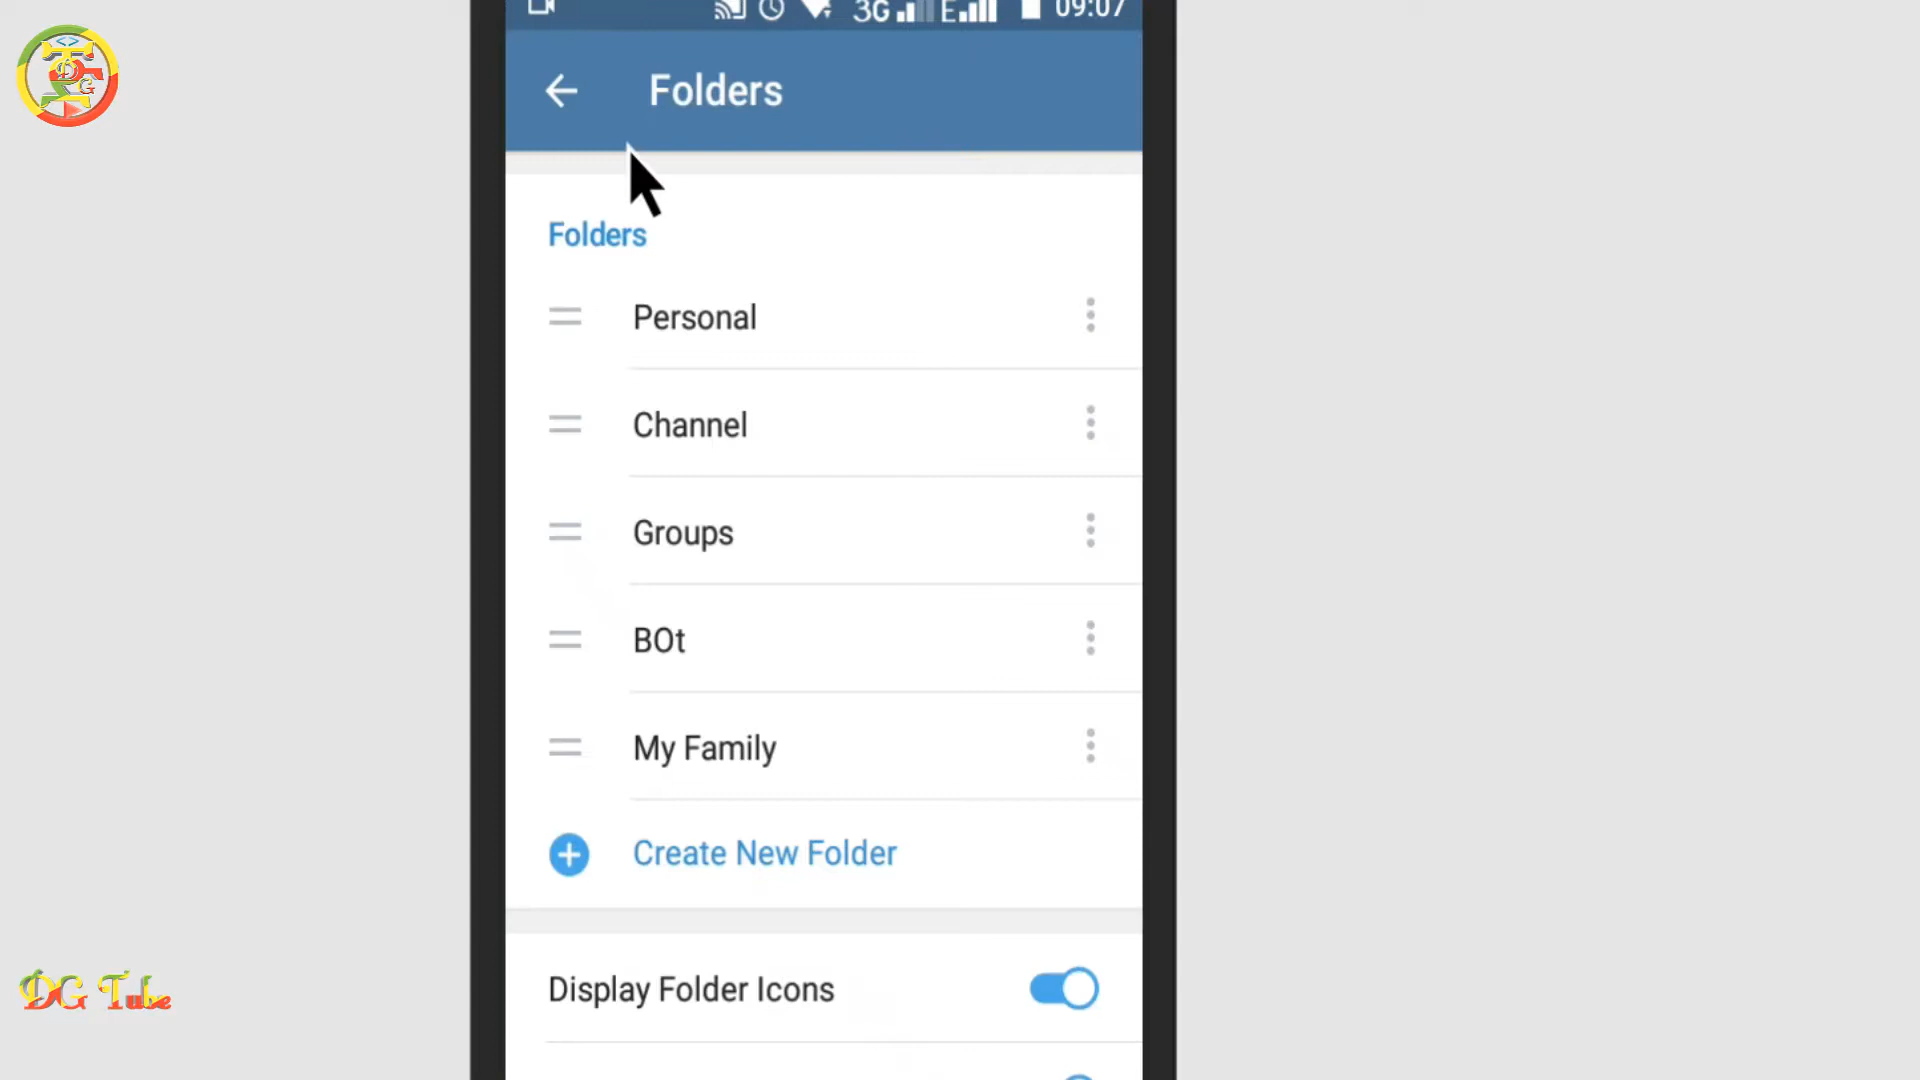 3G E 09:07
Folders
Folders
Personal
Channel
Groups
BOt
My Family
Create New Folder
Display Folder Icons
DG Tube